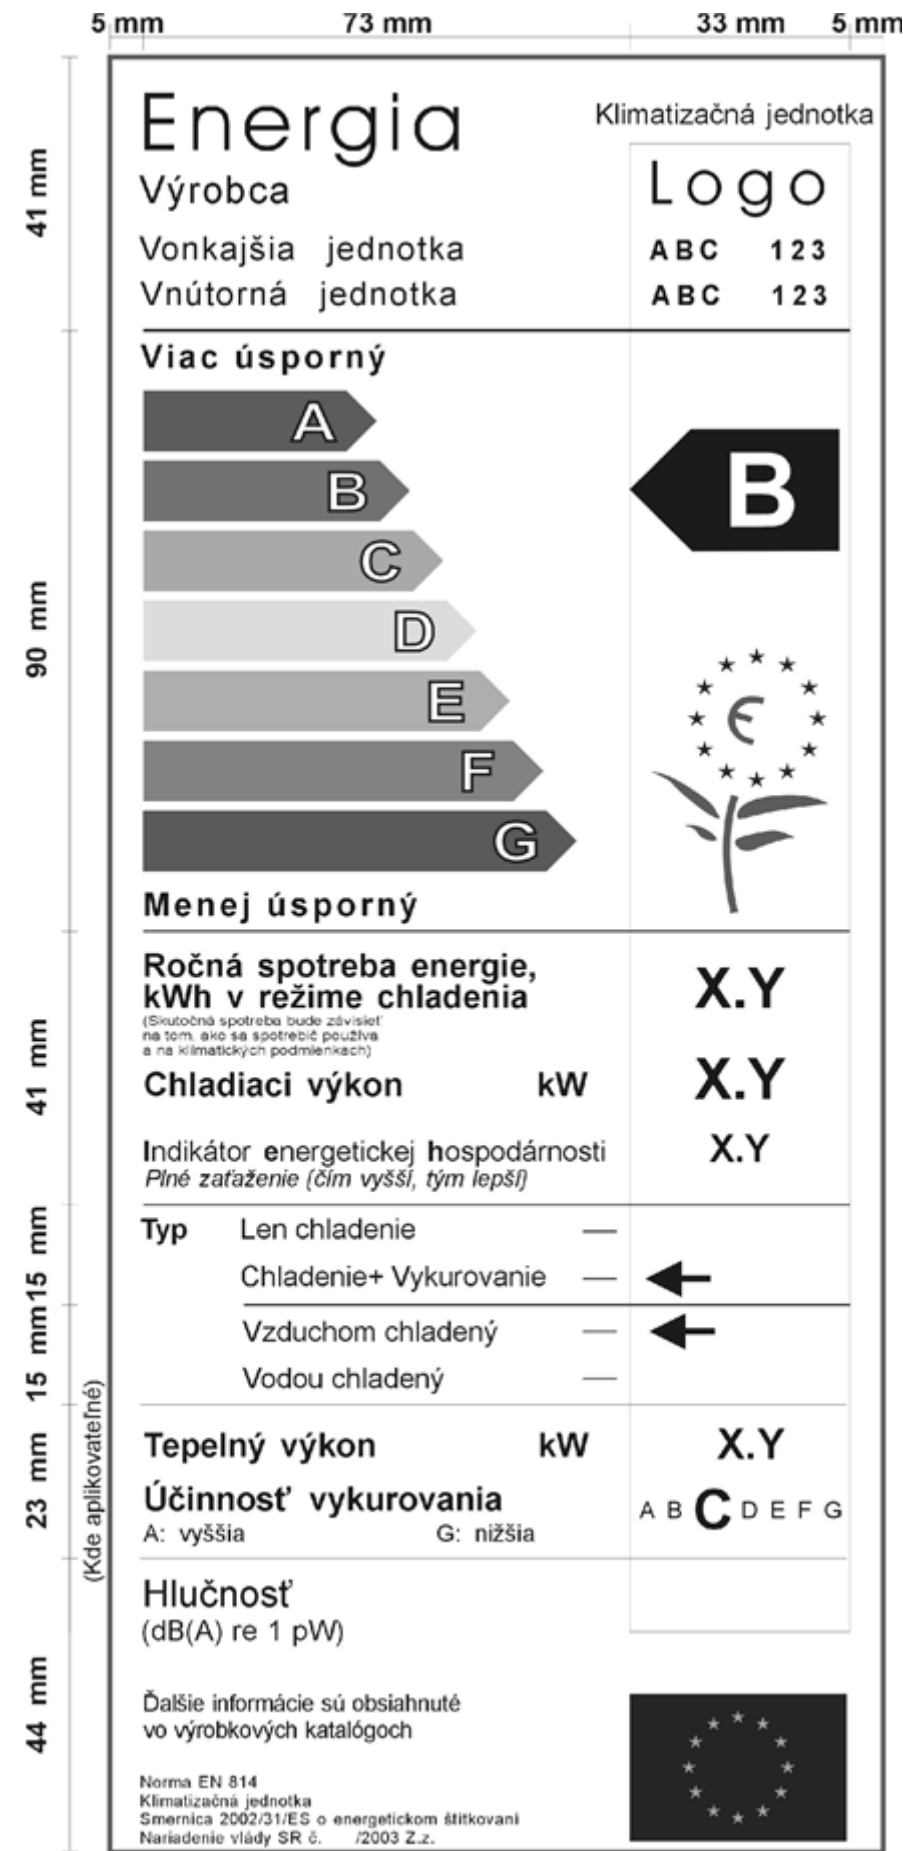 5 mm 73 mm 33 mm 5 mm
Energia
Klimatizačná jednotka
Výrobca
Logo
Vonkajšia jednotka ABC 123
Vnútorná jednotka ABC 123
41 mm
Viac úsporný
A
B
B
C
D
E
F
G
90 mm
Menej úsporný
Ročná spotreba energie,
kWh v režime chladenia X.Y
(Skutočná spotreba bude závisieť
na tom, ako sa spotrebič používa
a na klimatických podmienkach)
Chladiaci výkon kW X.Y
41 mm
Indikátor energetickej hospodárnosti X.Y
Plné zaťaženie (čím vyšší, tým lepší)
Typ Len chladenie —
Chladenie+ Vykurovanie —
15 mm
Vzduchom chladený —
Vodou chladený —
15 mm
(Kde aplikovateľné)
Tepelný výkon kW X.Y
Účinnosť vykurovania A B C D E F G
A: vyššia G: nižšia
23 mm
Hlučnosť
(dB(A) re 1 pW)
44 mm
Ďalšie informácie sú obsiahnuté
vo výrobkových katalógoch
Norma EN 814
Klimatizačná jednotka
Smernica 2002/31/ES o energetickom štítkovaní
Nariadenie vlády SR č. /2003 Z.z.